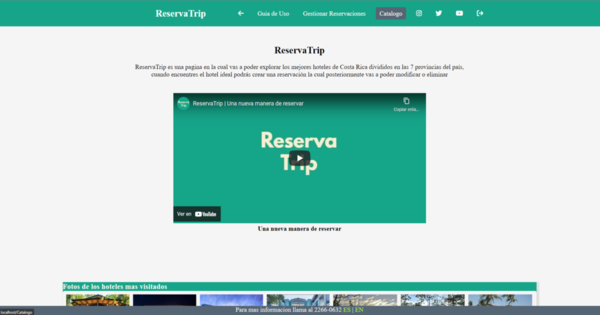 ReservaTrip
Guia de Uso
Gestionar Reservaciones
Catalogo
ReservaTrip
ReservaTrip es una pagina en la cual vas a poder explorar los mejores hoteles de Costa Rica divididos en las 7 provincias del pais,
cuando encuentres el hotel ideal podrás crear una reservación la cual posteriormente vas a poder modificar o eliminar
Reserva Trip
ReservaTrip | Una nueva manera de reservar
Copiar enla...
Reserva
Trip
Ver en YouTube
Una nueva manera de reservar
Fotos de los hoteles mas visitados
localhost/Catalogo
Para mas informacion llama al 2266-0632 ES | EN